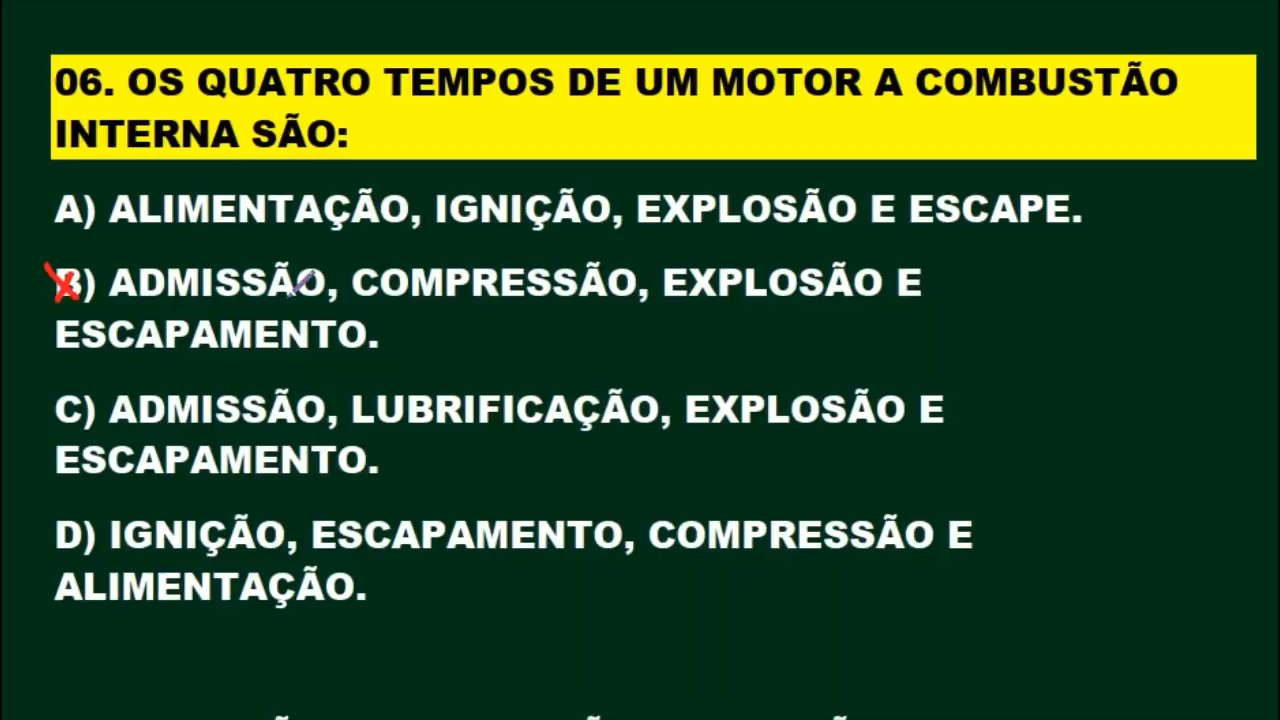 06. OS QUATRO TEMPOS DE UM MOTOR A COMBUSTÃO
INTERNA SÃO:
A) ALIMENTAÇÃO, IGNIÇÃO, EXPLOSÃO E ESCAPE.
B) ADMISSÃO, COMPRESSÃO, EXPLOSÃO E
ESCAPAMENTO.
C) ADMISSÃO, LUBRIFICAÇÃO, EXPLOSÃO E
ESCAPAMENTO.
D) IGNIÇÃO, ESCAPAMENTO, COMPRESSÃO E
ALIMENTAÇÃO.